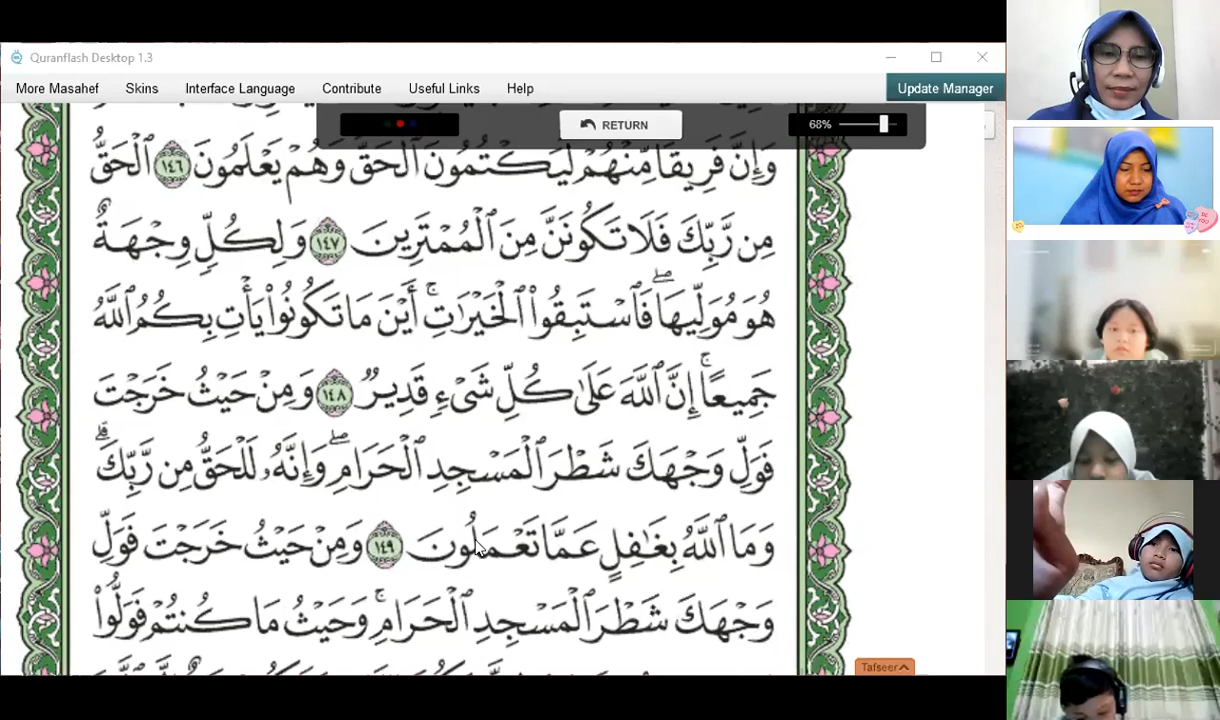 Quranflash Desktop 1.3
More Masahef Skins Interface Language Contribute Useful Links Help Update Manager
RETURN 68%
وَإِنَّ فَرِيقًا مِّنْهُمْ لَيَكْتُمُونَ ٱلْحَقَّ وَهُمْ يَعْلَمُونَ ١٤٦ ٱلْحَقُّ
مِن رَّبِّكَ فَلَا تَكُونَنَّ مِنَ ٱلْمُمْتَرِينَ ١٤٧ وَلِكُلٍّ وِجْهَةٌ
هُوَ مُوَلِّيهَا ۖ فَٱسْتَبِقُوا۟ ٱلْخَيْرَٰتِ ۚ أَيْنَ مَا تَكُونُوا۟ يَأْتِ بِكُمُ ٱللَّهُ
جَمِيعًا ۚ إِنَّ ٱللَّهَ عَلَىٰ كُلِّ شَىْءٍ قَدِيرٌ ١٤٨ وَمِنْ حَيْثُ خَرَجْتَ
فَوَلِّ وَجْهَكَ شَطْرَ ٱلْمَسْجِدِ ٱلْحَرَامِ ۖ وَإِنَّهُۥ لَلْحَقُّ مِن رَّبِّكَ ۗ
وَمَا ٱللَّهُ بِغَٰفِلٍ عَمَّا تَعْمَلُونَ ١٤٩ وَمِنْ حَيْثُ خَرَجْتَ فَوَلِّ
وَجْهَكَ شَطْرَ ٱلْمَسْجِدِ ٱلْحَرَامِ ۚ وَحَيْثُ مَا كُنتُمْ فَوَلُّوا۟
Tafseer